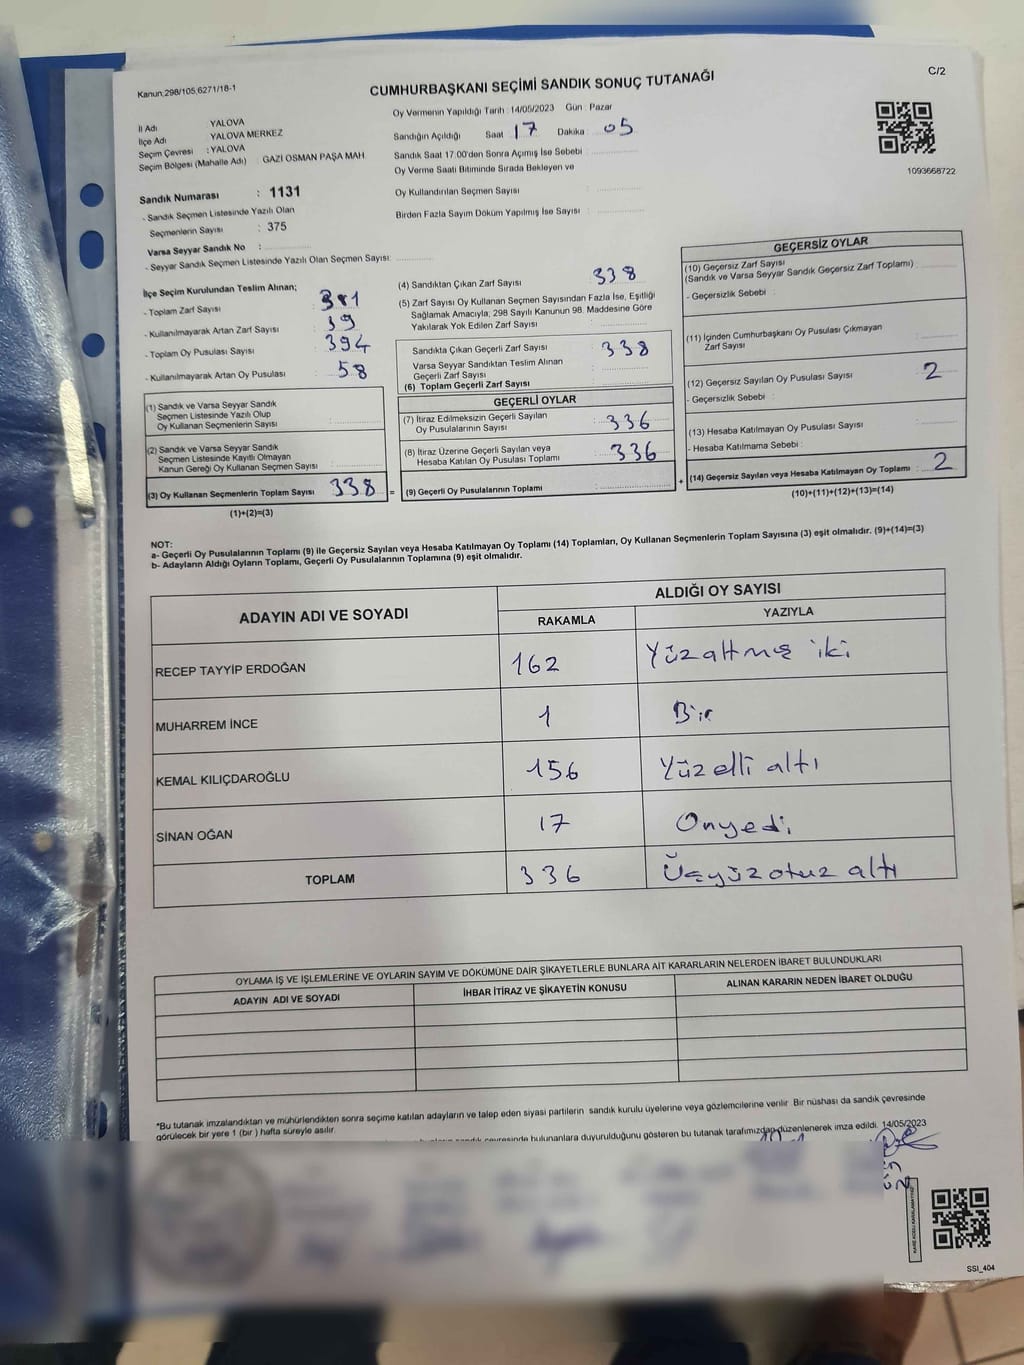 Kanun,298/105,6271/18-1
CUMHURBAŞKANI SEÇİMİ SANDIK SONUÇ TUTANAĞI
C/2
Oy Vermenin Yapıldığı Tarih : 14/05/2023 Gün : Pazar
İl Adı YALOVA
İlçe Adı YALOVA MERKEZ
Seçim Çevresi : YALOVA
Seçim Bölgesi (Mahalle Adı) : GAZİ OSMAN PAŞA MAH
Sandığın Açıldığı Saat 17 Dakika : 05
Sandık Saat 17:00'den Sonra Açımış İse Sebebi :
Oy Verme Saati Bitiminde Sırada Bekleyen ve
Oy Kullandırılan Seçmen Sayısı :
Birden Fazla Sayım Döküm Yapılmış İse Sayısı :
1093668722
Sandık Numarası : 1131
- Sandık Seçmen Listesinde Yazılı Olan
Seçmenlerin Sayısı : 375
Varsa Seyyar Sandık No :
- Seyyar Sandık Seçmen Listesinde Yazılı Olan Seçmen Sayısı:
İlçe Seçim Kurulundan Teslim Alınan;
- Toplam Zarf Sayısı :
- Kullanılmayarak Artan Zarf Sayısı : 39
- Toplam Oy Pusulası Sayısı : 394
- Kullanılmayarak Artan Oy Pusulası : 58
(1) Sandık ve Varsa Seyyar Sandık
Seçmen Listesinde Yazılı Olup
Oy Kullanan Seçmenlerin Sayısı :
(2) Sandık ve Varsa Seyyar Sandık
Seçmen Listesinde Kayıtlı Olmayan
Kanun Gereği Oy Kullanan Seçmen Sayısı :
(3) Oy Kullanan Seçmenlerin Toplam Sayısı : 338
(1)+(2)=(3)
=
(4) Sandıktan Çıkan Zarf Sayısı : 338
(5) Zarf Sayısı Oy Kullanan Seçmen Sayısından Fazla İse, Eşitliği
Sağlamak Amacıyla, 298 Sayılı Kanunun 98. Maddesine Göre
Yakılarak Yok Edilen Zarf Sayısı :
Sandıkta Çıkan Geçerli Zarf Sayısı : 338
Varsa Seyyar Sandıktan Teslim Alınan
Geçerli Zarf Sayısı :
(6) Toplam Geçerli Zarf Sayısı :
GEÇERLİ OYLAR
(7) İtiraz Edilmeksizin Geçerli Sayılan
Oy Pusulalarının Sayısı : 336
(8) İtiraz Üzerine Geçerli Sayılan veya
Hesaba Katılan Oy Pusulası Toplamı : 336
(9) Geçerli Oy Pusulalarının Toplamı :
+
GEÇERSİZ OYLAR
(10) Geçersiz Zarf Sayısı
(Sandık ve Varsa Seyyar Sandık Geçersiz Zarf Toplamı) :
- Geçersizlik Sebebi :
(11) İçinden Cumhurbaşkanı Oy Pusulası Çıkmayan
Zarf Sayısı :
(12) Geçersiz Sayılan Oy Pusulası Sayısı : 2
- Geçersizlik Sebebi :
(13) Hesaba Katılmayan Oy Pusulası Sayısı :
- Hesaba Katılmama Sebebi :
(14) Geçersiz Sayılan veya Hesaba Katılmayan Oy Toplamı : 2
(10)+(11)+(12)+(13)=(14)
NOT:
a- Geçerli Oy Pusulalarının Toplamı (9) ile Geçersiz Sayılan veya Hesaba Katılmayan Oy Toplamı (14) Toplamları, Oy Kullanan Seçmenlerin Toplam Sayısına (3) eşit olmalıdır. (9)+(14)=(3)
b- Adayların Aldığı Oyların Toplamı, Geçerli Oy Pusulalarının Toplamına (9) eşit olmalıdır.
ADAYIN ADI VE SOYADI
ALDIĞI OY SAYISI
RAKAMLA YAZIYLA
RECEP TAYYİP ERDOĞAN 162 Yüzaltmış iki
MUHARREM İNCE 1 Bir
KEMAL KILIÇDAROĞLU 156 Yüzelli altı
SİNAN OĞAN 17 Onyedi
TOPLAM 336 Üçyüzotuz altı
OYLAMA İŞ VE İŞLEMLERİNE VE OYLARIN SAYIM VE DÖKÜMÜNE DAİR ŞİKAYETLERLE BUNLARA AİT KARARLARIN NELERDEN İBARET BULUNDUKLARI
ADAYIN ADI VE SOYADI İHBAR İTİRAZ VE ŞİKAYETİN KONUSU ALINAN KARARIN NEDEN İBARET OLDUĞU
*Bu tutanak imzalandıktan ve mühürlendikten sonra seçime katılan adayların ve talep eden siyasi partilerin sandık kurulu üyelerine veya gözlemcilerine verilir. Bir nüshası da sandık çevresinde
görülecek bir yere 1 (bir) hafta süreyle asılır.
sandık çevresinde bulunanlara duyurulduğunu gösteren bu tutanak tarafımızdan düzenlenerek imza edildi. 14/05/2023
SSI_404